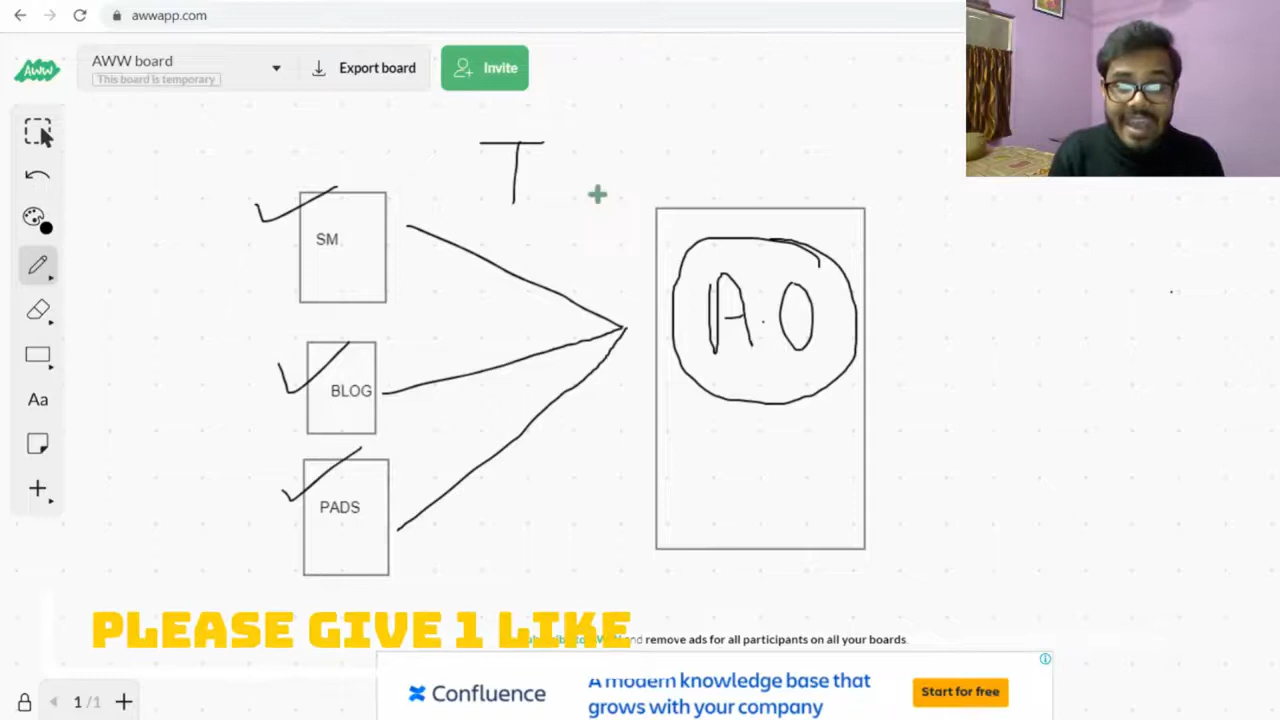 awwapp.com
AWW
AWW board
This board is temporary
Export board
Invite
T
SM
A.O
BLOG
PADS
Aa
PLEASE GIVE 1 LIKE
and remove ads for all participants on all your boards.
Confluence
A modern knowledge base that
grows with your company
Start for free
1/1